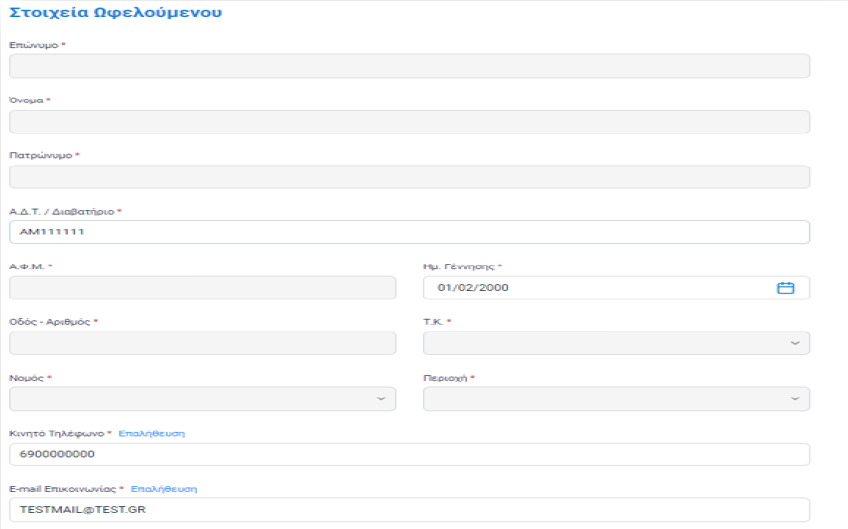 Στοιχεία Ωφελούμενου
Επώνυμο *
Όνομα *
Πατρώνυμο *
Α.Δ.Τ. / Διαβατήριο *
AM111111
Α.Φ.Μ. * Ημ. Γέννησης *
01/02/2000
Οδός - Αριθμός * Τ.Κ. *
Νομός * Περιοχή *
Κινητό Τηλέφωνο * Επαλήθευση
6900000000
E-mail Επικοινωνίας * Επαλήθευση
TESTMAIL@TEST.GR